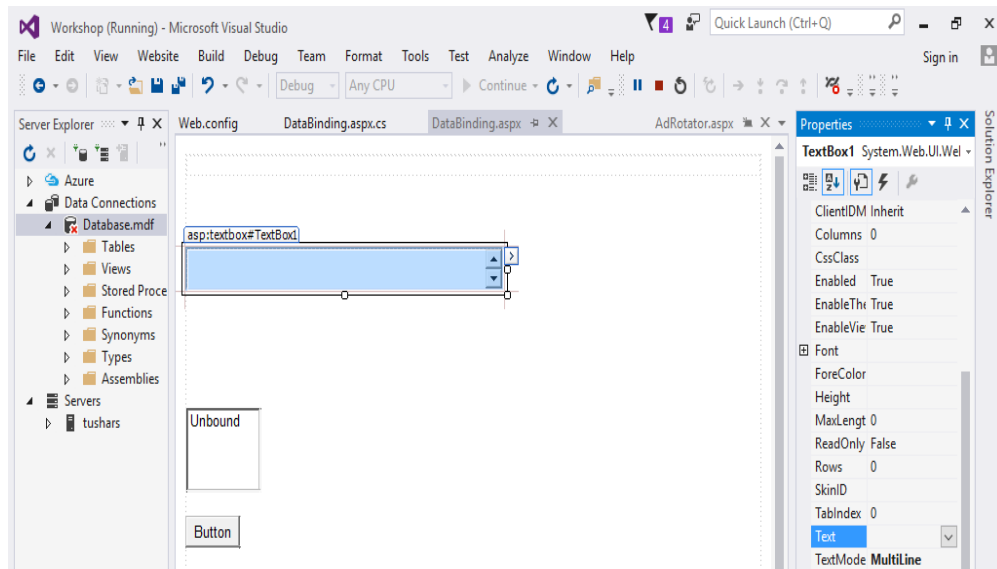 Workshop (Running) - Microsoft Visual Studio
4
Quick Launch (Ctrl+Q)
File Edit View Website Build Debug Team Format Tools Test Analyze Window Help
Sign in
Debug Any CPU Continue
Server Explorer
Azure
Data Connections
Database.mdf
Tables
Views
Stored Proce
Functions
Synonyms
Types
Assemblies
Servers
tushars
Web.config DataBinding.aspx.cs DataBinding.aspx AdRotator.aspx
asp:textbox#TextBox1
Unbound
Button
Properties
TextBox1 System.Web.UI.Wel
ClientIDM Inherit
Columns 0
CssClass
Enabled True
EnableThe True
EnableVie True
Font
ForeColor
Height
MaxLengt 0
ReadOnly False
Rows 0
SkinID
TabIndex 0
Text
TextMode MultiLine
Solution Explorer